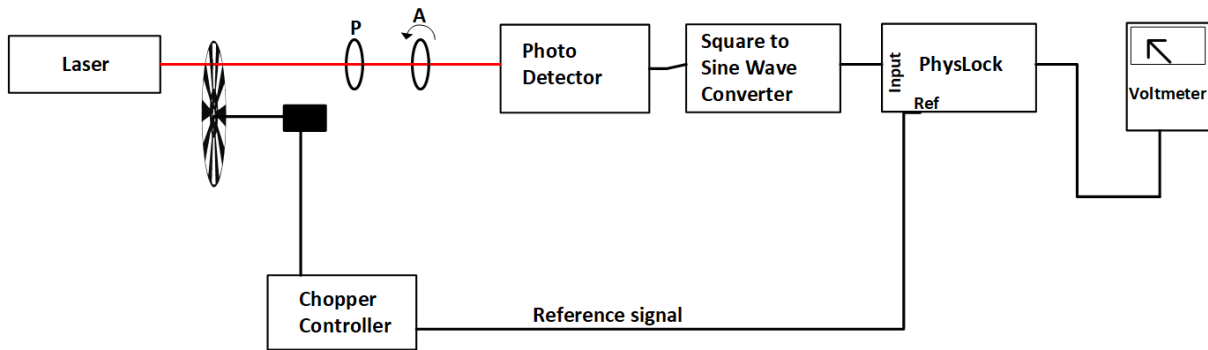 Laser
P
A
Photo
Detector
Square to
Sine Wave
Converter
Input
PhysLock
Ref
Voltmeter
Chopper
Controller
Reference signal